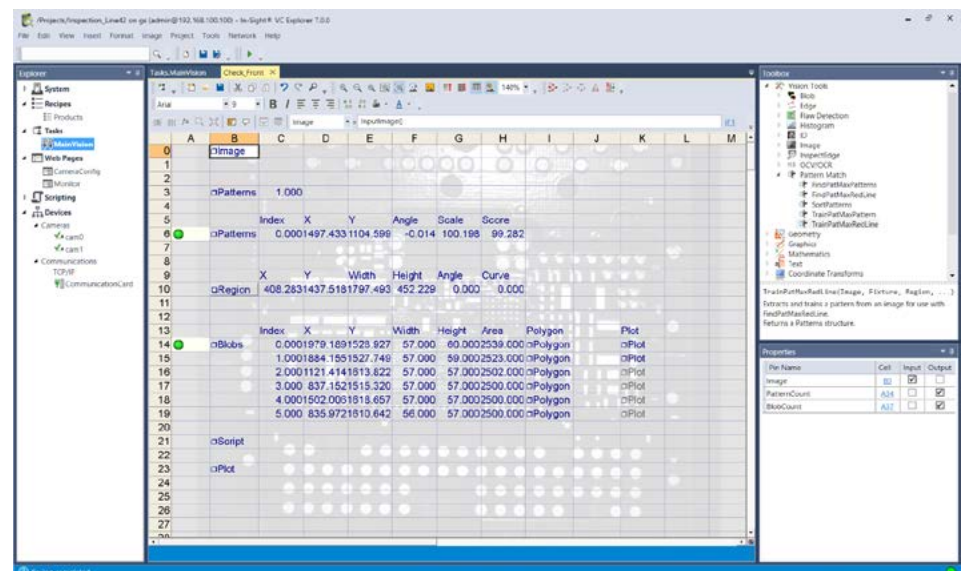 /Projects/Inspection_Line42 on gs (admin@192.168.100.100) - In-Sight® VC Explorer 7.0.0
File Edit View Insert Format Image Project Tools Network Help
Explorer
System
Recipes
Products
Tasks
MainVision
Web Pages
CameraConfig
Monitor
Scripting
Devices
Cameras
cam0
cam1
Communications
TCP/IP
CommunicationCard
Tasks.MainVision Check_Front
140%
Arial 9 B I
Image InputImage()
A B C D E F G H I J K L M
0 Image
1
2
3 Patterns 1.000
4
5 Index X Y Angle Scale Score
6 Patterns 0.000 1497.433 1104.599 -0.014 100.198 99.282
7
8
9 X Y Width Height Angle Curve
10 Region 408.283 1437.518 1797.493 452.229 0.000 0.000
11
12
13 Index X Y Width Height Area Polygon Plot
14 Blobs 0.000 1979.189 1528.927 57.000 60.000 2539.000 Polygon Plot
15 1.000 1884.155 1527.749 57.000 59.000 2523.000 Polygon Plot
16 2.000 1121.414 1613.822 57.000 57.000 2502.000 Polygon Plot
17 3.000 837.152 1515.320 57.000 57.000 2500.000 Polygon Plot
18 4.000 1502.006 1618.657 57.000 57.000 2500.000 Polygon Plot
19 5.000 835.972 1610.642 56.000 57.000 2500.000 Polygon Plot
20
21 Script
22
23 Plot
24
25
26
27
Toolbox
Vision Tools
Blob
Edge
Flaw Detection
Histogram
ID
Image
InspectEdge
OCV/OCR
Pattern Match
FindPatMaxPatterns
FindPatMaxRedLine
SortPatterns
TrainPatMaxPattern
TrainPatMaxRedLine
Geometry
Graphics
Mathematics
Text
Coordinate Transforms
TrainPatMaxRedLine(Image, Fixture, Region, ...)
Extracts and trains a pattern from an image for use with
FindPatMaxRedLine.
Returns a Patterns structure.
Properties
Pin Name Cell Input Output
Image B0
PatternCount A34
BlobCount A37